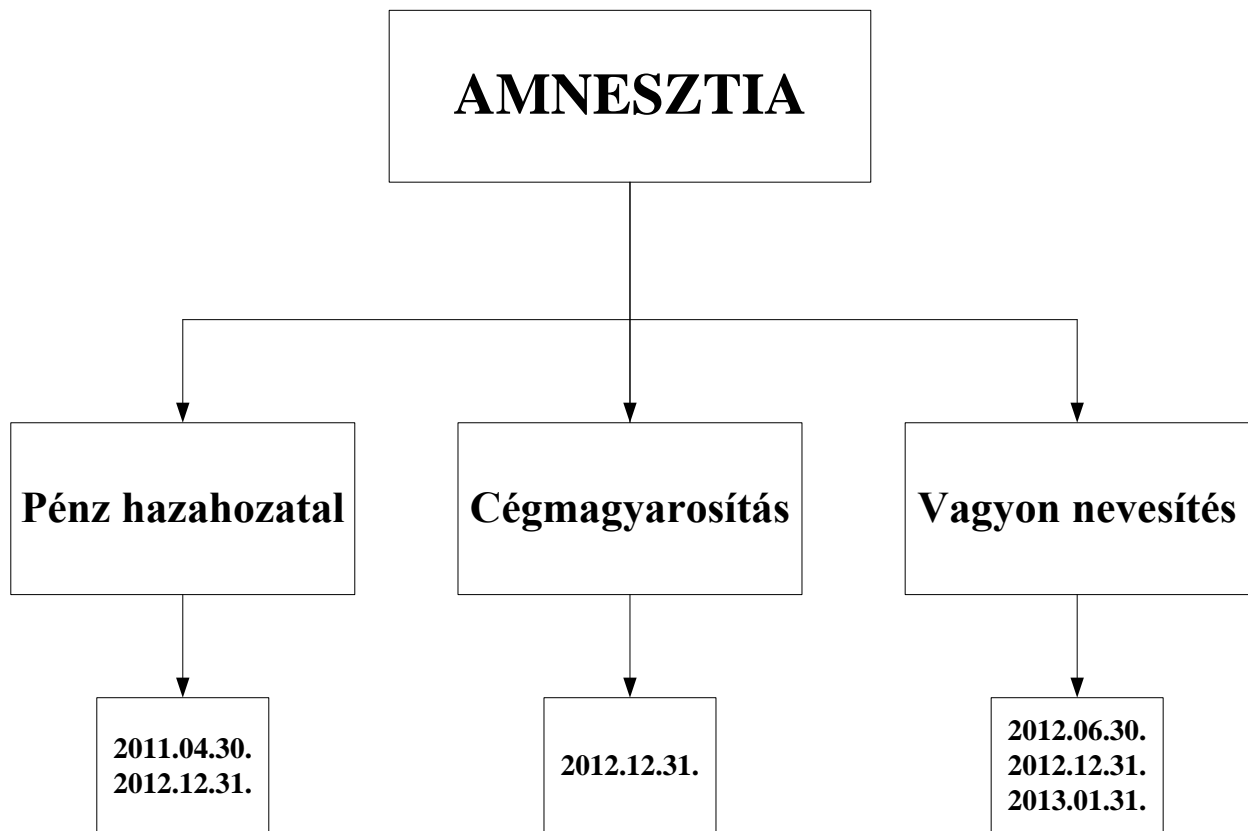 AMNESZTIA
Pénz hazahozatal
Cégmagyarosítás
Vagyon nevesítés
2011.04.30.
2012.12.31.
2012.12.31.
2012.06.30.
2012.12.31.
2013.01.31.